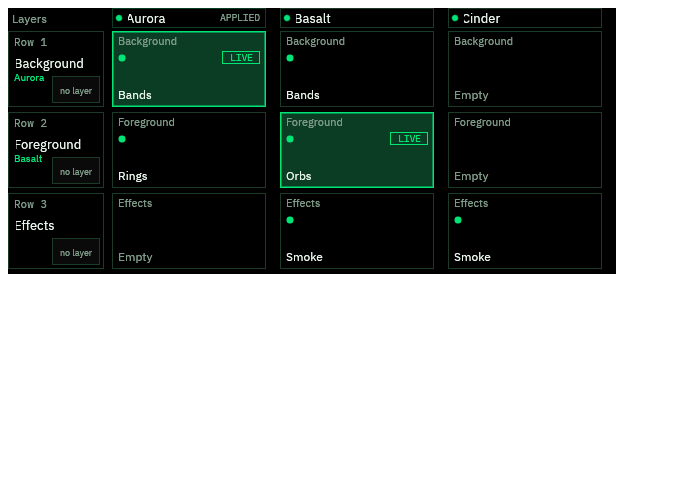 Layers
Aurora APPLIED
Basalt
Cinder
Row 1
Background
Aurora
no layer
Background
LIVE
Bands
Background
Bands
Background
Empty
Row 2
Foreground
Basalt
no layer
Foreground
Rings
Foreground
LIVE
Orbs
Foreground
Empty
Row 3
Effects
no layer
Effects
Empty
Effects
Smoke
Effects
Smoke